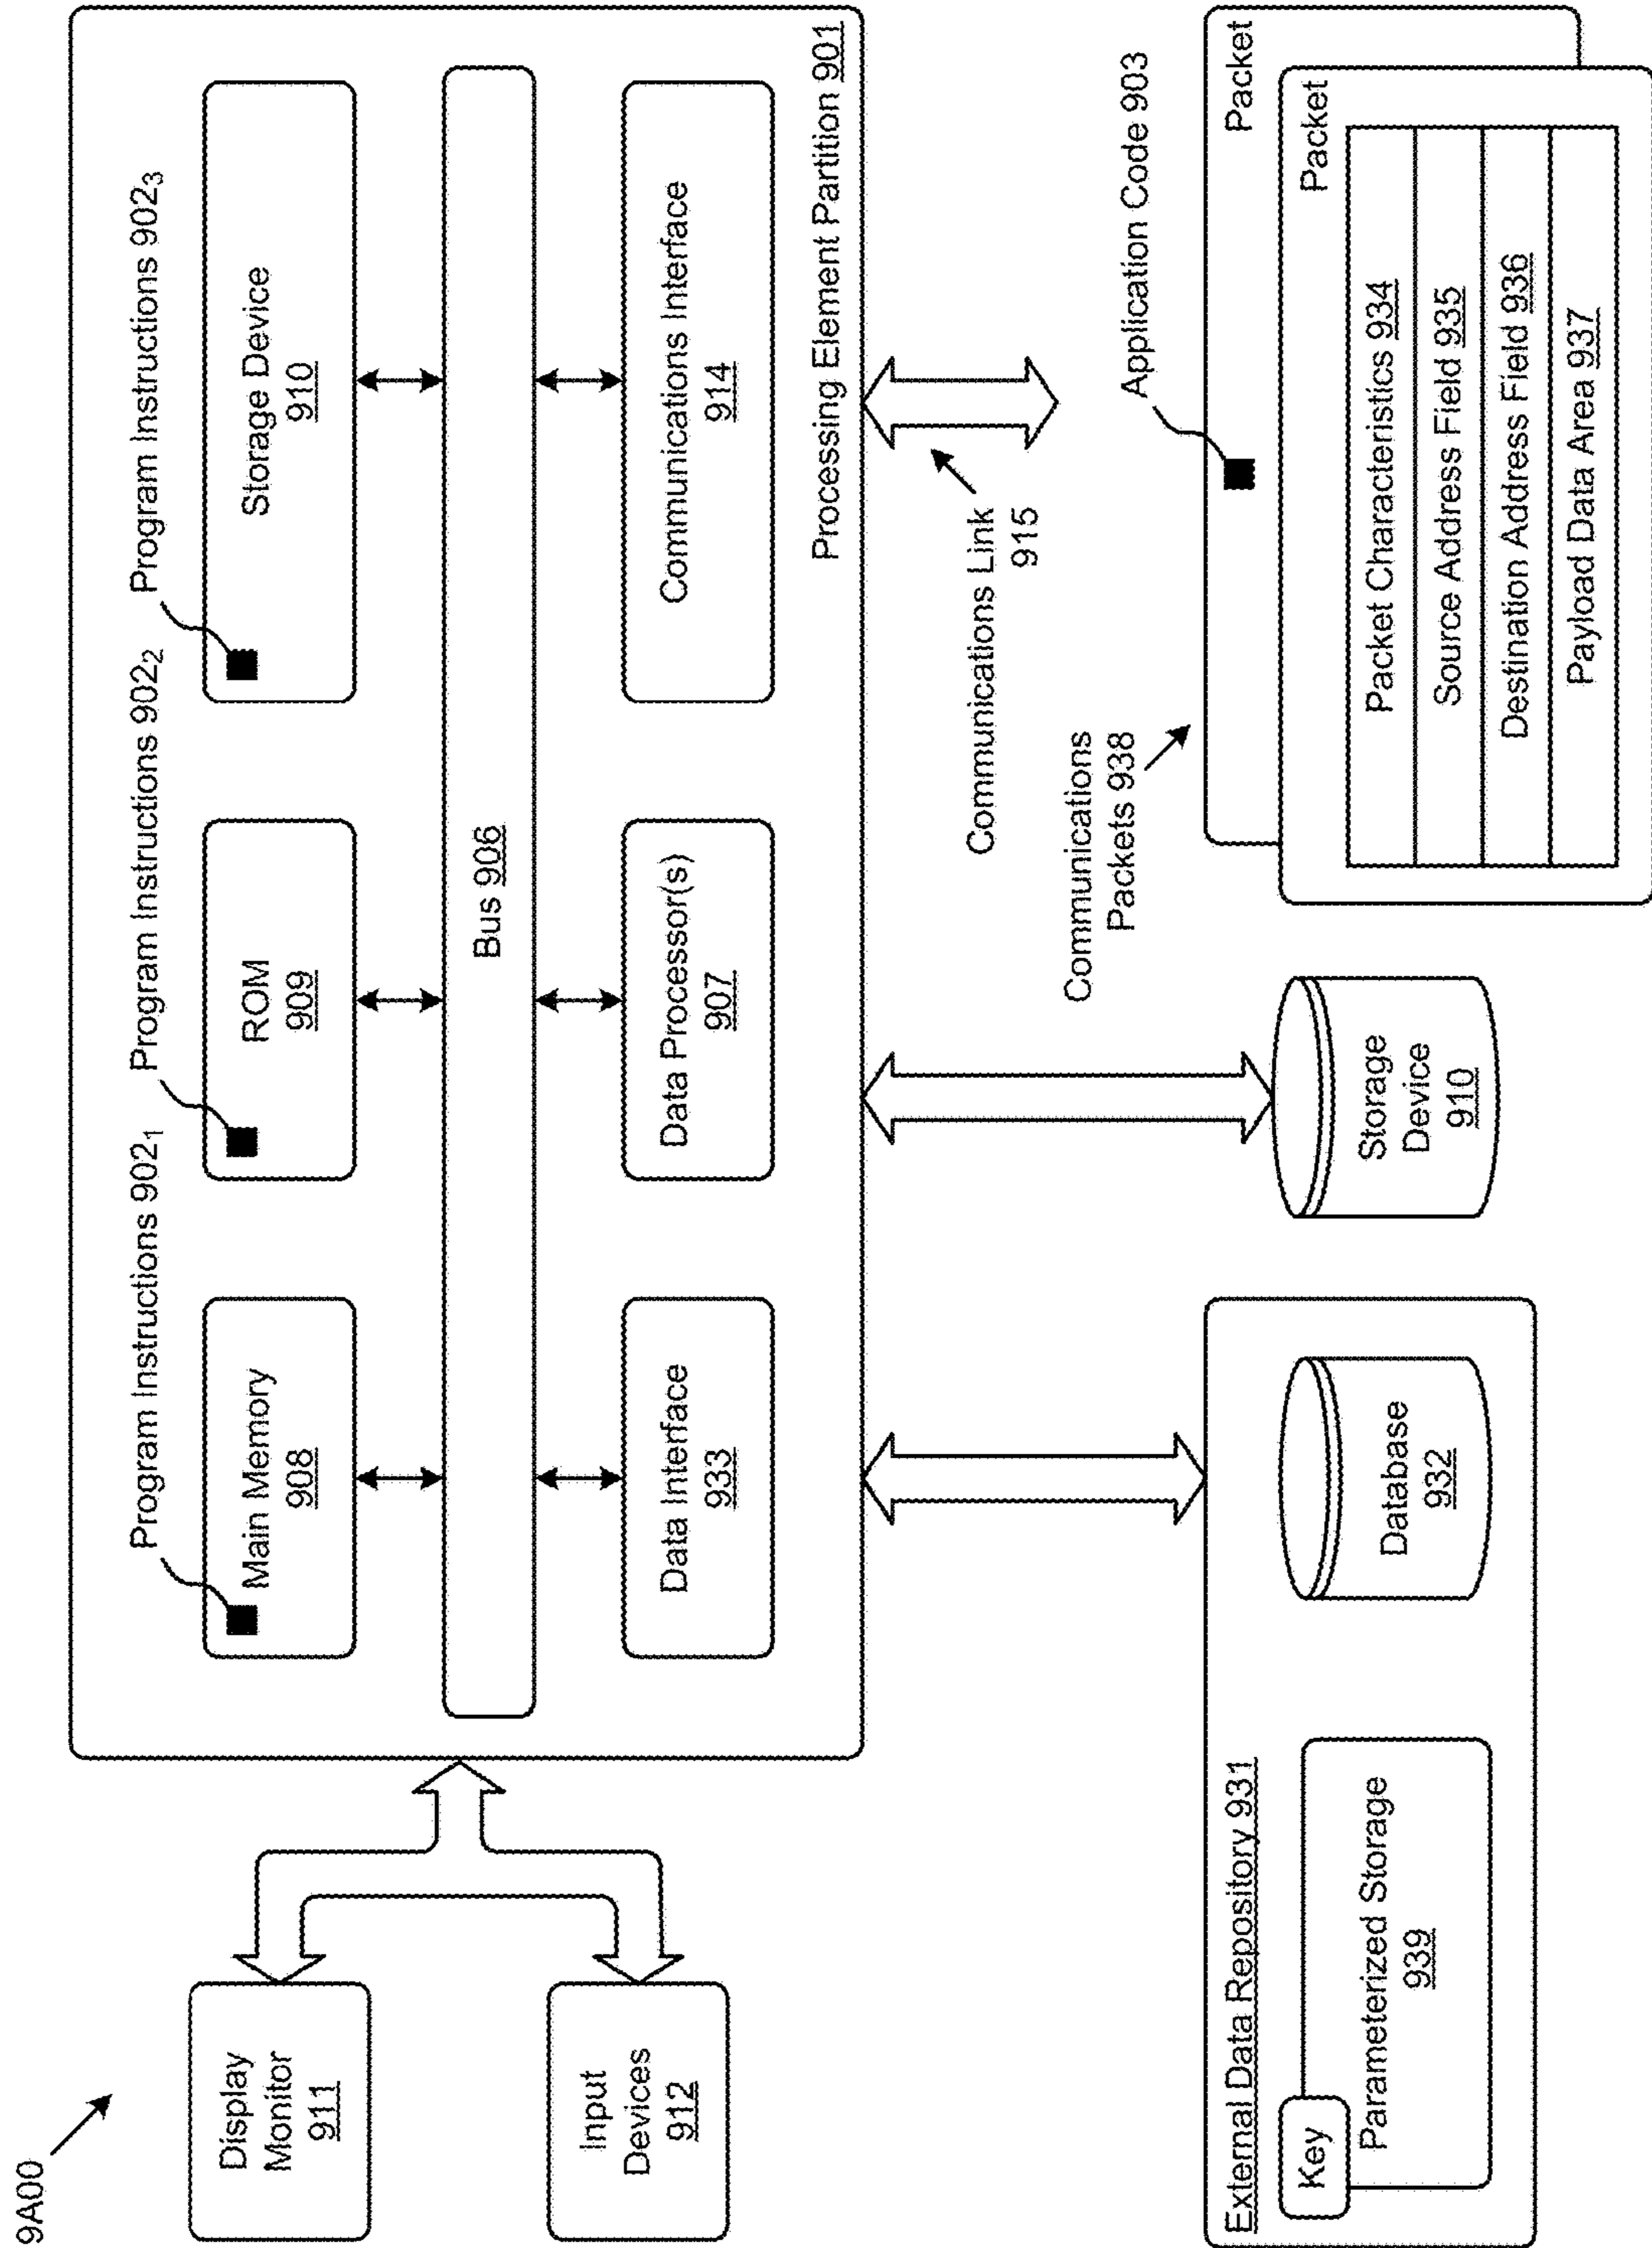 9A00
Program Instructions 902₁
Program Instructions 902₂
Program Instructions 902₃
Display
Monitor
911
Input
Devices
912
Main Memory
908
ROM
909
Storage Device
910
Bus 906
Data Interface
933
Data Processor(s)
907
Communications Interface
914
Processing Element Partition 901
Communications Link
915
Communications
Packets 938
Application Code 903
External Data Repository 931
Key
Parameterized Storage
939
Database
932
Storage
Device
910
Packet
Packet
Packet Characteristics 934
Source Address Field 935
Destination Address Field 936
Payload Data Area 937